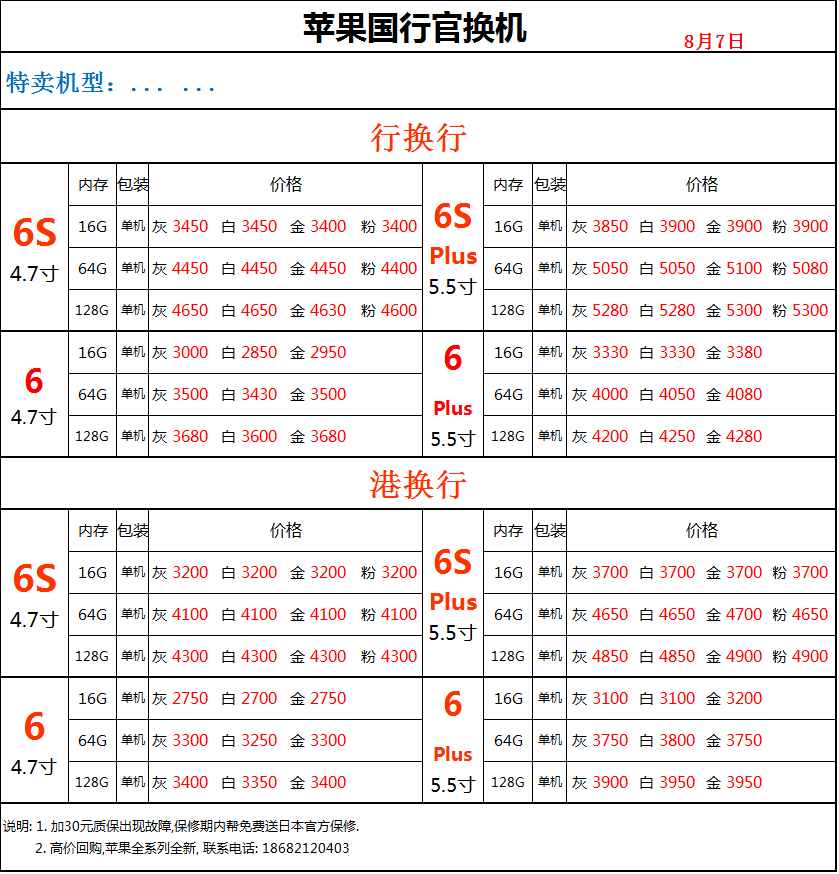 苹果国行官换机
8月7日
特卖机型：... ...
行换行
6S
4.7寸
内存 包装 价格
16G 单机 灰 3450 白 3450 金 3400 粉 3400
64G 单机 灰 4450 白 4450 金 4450 粉 4400
128G 单机 灰 4650 白 4650 金 4630 粉 4600
6S
Plus
5.5寸
内存 包装 价格
16G 单机 灰 3850 白 3900 金 3900 粉 3900
64G 单机 灰 5050 白 5050 金 5100 粉 5080
128G 单机 灰 5280 白 5280 金 5300 粉 5300
6
4.7寸
16G 单机 灰 3000 白 2850 金 2950
64G 单机 灰 3500 白 3430 金 3500
128G 单机 灰 3680 白 3600 金 3680
6
Plus
5.5寸
16G 单机 灰 3330 白 3330 金 3380
64G 单机 灰 4000 白 4050 金 4080
128G 单机 灰 4200 白 4250 金 4280
港换行
6S
4.7寸
内存 包装 价格
16G 单机 灰 3200 白 3200 金 3200 粉 3200
64G 单机 灰 4100 白 4100 金 4100 粉 4100
128G 单机 灰 4300 白 4300 金 4300 粉 4300
6S
Plus
5.5寸
内存 包装 价格
16G 单机 灰 3700 白 3700 金 3700 粉 3700
64G 单机 灰 4650 白 4650 金 4700 粉 4650
128G 单机 灰 4850 白 4850 金 4900 粉 4900
6
4.7寸
16G 单机 灰 2750 白 2700 金 2750
64G 单机 灰 3300 白 3250 金 3300
128G 单机 灰 3400 白 3350 金 3400
6
Plus
5.5寸
16G 单机 灰 3100 白 3100 金 3200
64G 单机 灰 3750 白 3800 金 3750
128G 单机 灰 3900 白 3950 金 3950
说明: 1. 加30元质保出现故障,保修期内帮免费送日本官方保修.
2. 高价回购,苹果全系列全新, 联系电话: 18682120403